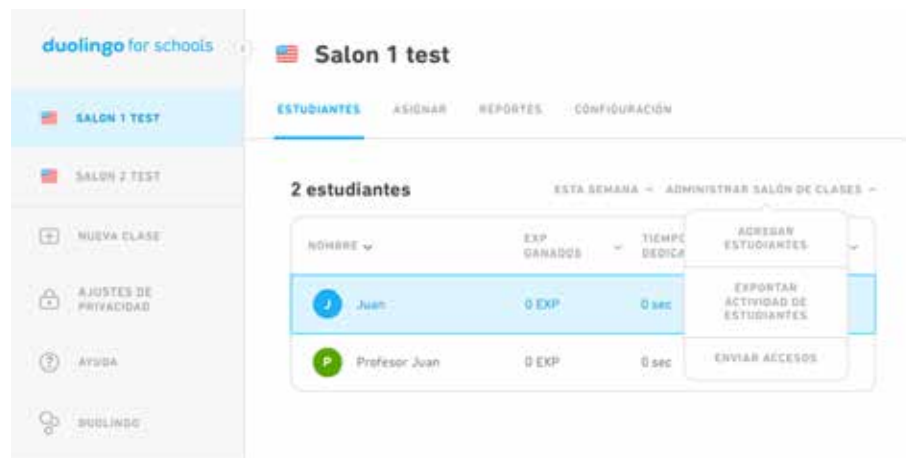 duolingo for schools
Salon 1 test
ESTUDIANTES ASIGNAR REPORTES CONFIGURACIÓN
SALON 1 TEST
SALON 2 TEST
NUEVA CLASE
AJUSTES DE
PRIVACIDAD
AYUDA
DUOLINGO
2 estudiantes
ESTA SEMANA ADMINISTRAR SALÓN DE CLASES
NOMBRE
EXP
GANADOS
TIEMPO
DEDICA
J Juan 0 EXP 0 sec
P Profesor Juan 0 EXP 0 sec
AGREGAR
ESTUDIANTES
EXPORTAR
ACTIVIDAD DE
ESTUDIANTES
ENVIAR ACCESOS